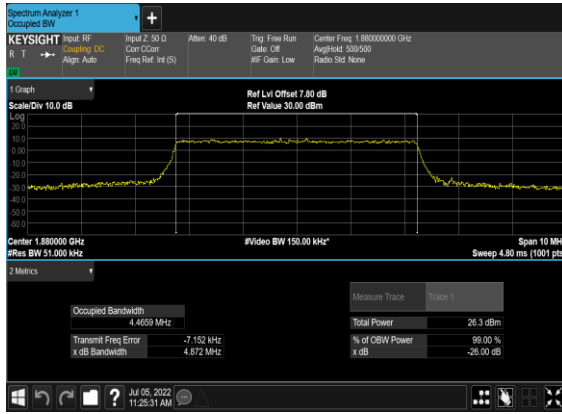 Spectrum Analyzer 1
Occupied BW
+
KEYSIGHT
R T
LXI
Input: RF
Coupling: DC
Align: Auto
Input Z: 50 Ω
Corr CCorr
Freq Ref: Int (S)
Atten: 40 dB
Trig: Free Run
Gate: Off
#IF Gain: Low
Center Freq: 1.880000000 GHz
Avg|Hold: 500/500
Radio Std: None
1 Graph
Scale/Div 10.0 dB
Ref Lvl Offset 7.80 dB
Ref Value 30.00 dBm
Log
20.0
10.0
0.00
-10.0
-20.0
-30.0
-40.0
-50.0
-60.0
Center 1.880000 GHz
#Res BW 51.000 kHz
#Video BW 150.00 kHz*
Span 10 MH
Sweep 4.80 ms (1001 pts
2 Metrics
Measure Trace
Trace 1
Occupied Bandwidth
4.4659 MHz
Total Power
26.3 dBm
Transmit Freq Error
-7.152 kHz
% of OBW Power
99.00 %
x dB Bandwidth
4.872 MHz
x dB
-26.00 dB
?
Jul 05, 2022
11:25:31 AM